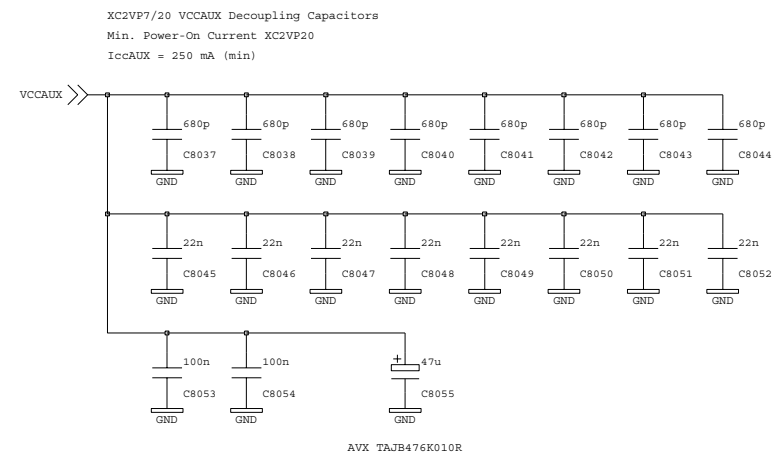 XC2VP7/20 VCCAUX Decoupling Capacitors
Min. Power-On Current XC2VP20
IccAUX = 250 mA (min)
VCCAUX
680p 680p 680p 680p 680p 680p 680p 680p
C8037 C8038 C8039 C8040 C8041 C8042 C8043 C8044
GND GND GND GND GND GND GND GND
22n 22n 22n 22n 22n 22n 22n 22n
C8045 C8046 C8047 C8048 C8049 C8050 C8051 C8052
GND GND GND GND GND GND GND GND
100n 100n + 47u
C8053 C8054 C8055
GND GND GND
AVX TAJB476K010R